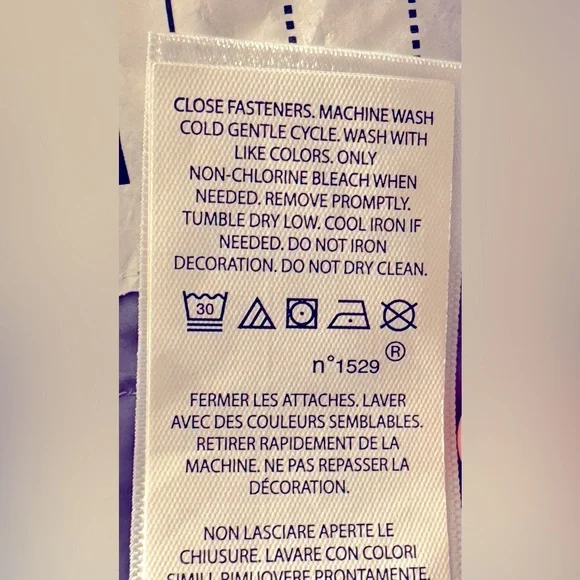 CLOSE FASTENERS. MACHINE WASH
COLD GENTLE CYCLE. WASH WITH
LIKE COLORS. ONLY
NON-CHLORINE BLEACH WHEN
NEEDED. REMOVE PROMPTLY.
TUMBLE DRY LOW. COOL IRON IF
NEEDED. DO NOT IRON
DECORATION. DO NOT DRY CLEAN.
30
n°1529 ®
FERMER LES ATTACHES. LAVER
AVEC DES COULEURS SEMBLABLES.
RETIRER RAPIDEMENT DE LA
MACHINE. NE PAS REPASSER LA
DÉCORATION.
NON LASCIARE APERTE LE
CHIUSURE. LAVARE CON COLORI
SIMILI. RIMUOVERE PRONTAMENTE.